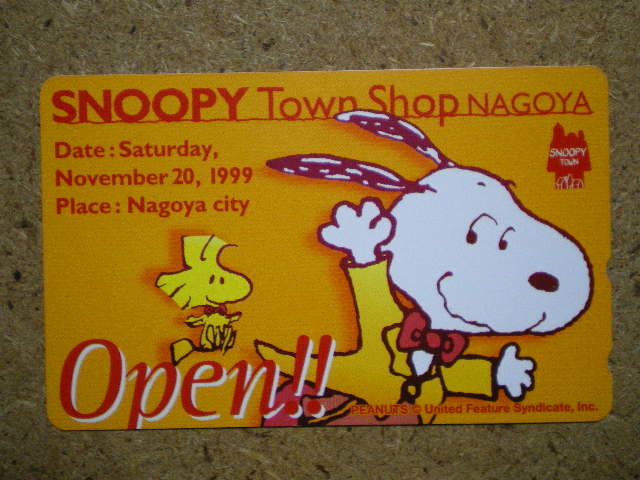 SNOOPY Town Shop NAGOYA
Date : Saturday,
November 20, 1999
Place : Nagoya city
SNOOPY
TOWN
Open!!
PEANUTS © United Feature Syndicate, Inc.